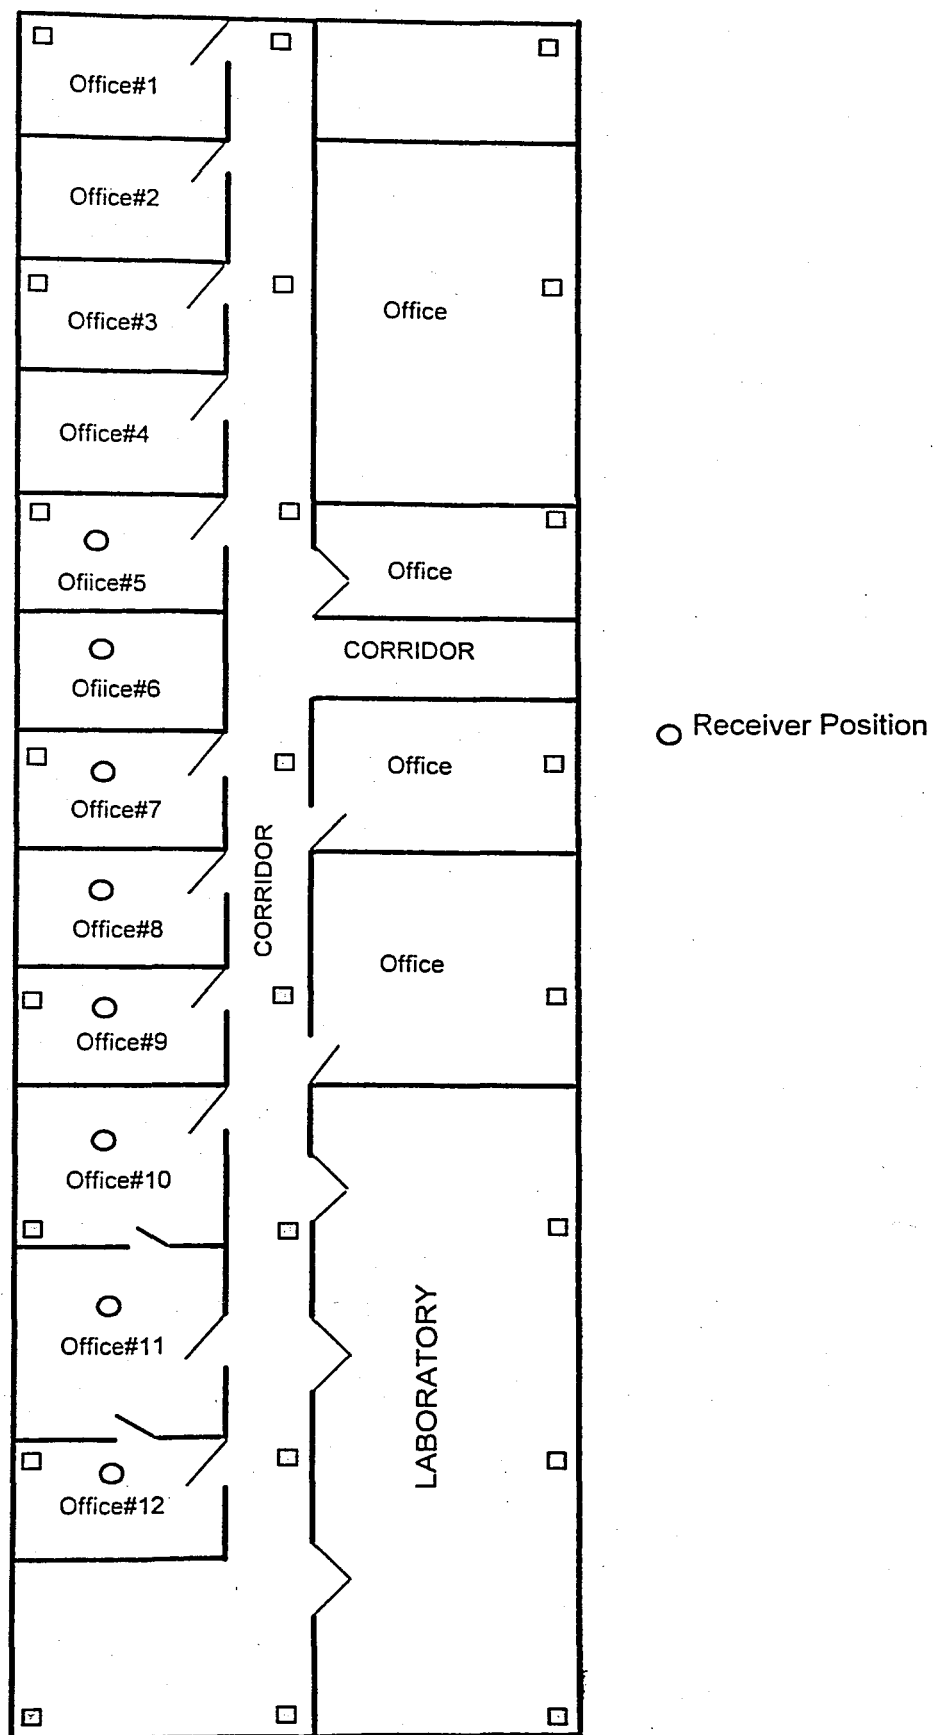 Office#1
Office#2
Office#3
Office
Office#4
Office
Ofiice#5
CORRIDOR
Ofiice#6
Receiver Position
Office
Office#7
CORRIDOR
Office#8
Office
Office#9
Office#10
LABORATORY
Office#11
Office#12